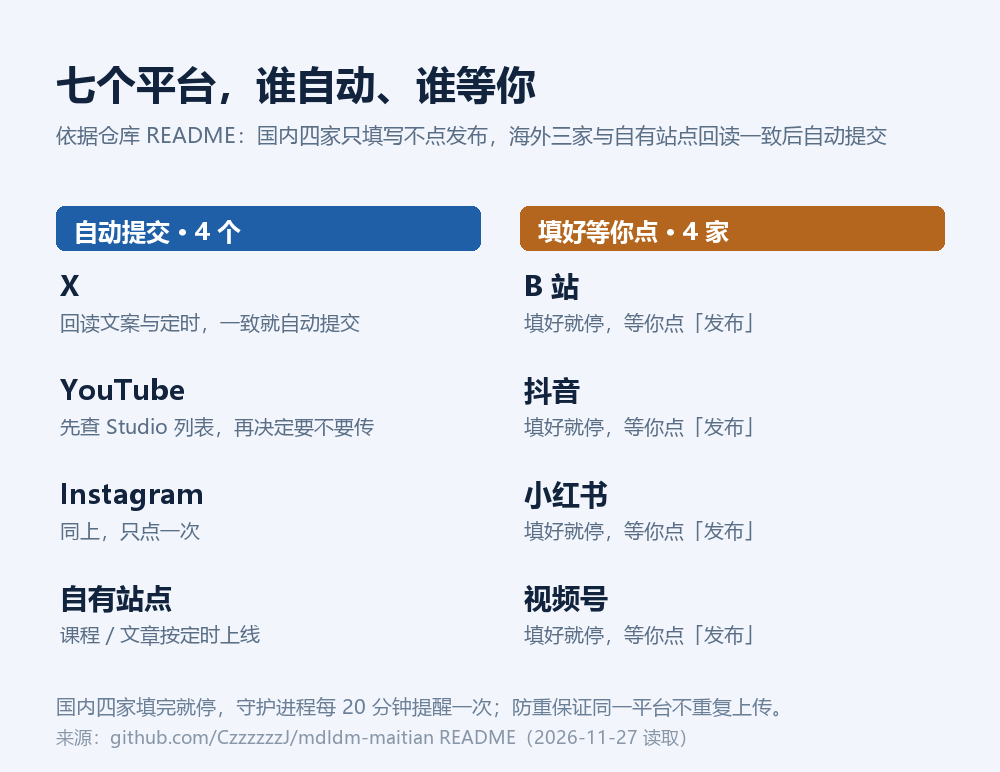 七个平台，谁自动、谁等你
依据仓库 README：国内四家只填写不点发布，海外三家与自有站点回读一致后自动提交
自动提交 • 4 个
X
回读文案与定时，一致就自动提交
YouTube
先查 Studio 列表，再决定要不要传
Instagram
同上，只点一次
自有站点
课程 / 文章按定时上线
填好等你点 • 4 家
B 站
填好就停，等你点「发布」
抖音
填好就停，等你点「发布」
小红书
填好就停，等你点「发布」
视频号
填好就停，等你点「发布」
国内四家填完就停，守护进程每 20 分钟提醒一次；防重保证同一平台不重复上传。
来源：github.com/CzzzzzzJ/mdldm-maitian README（2026-11-27 读取）